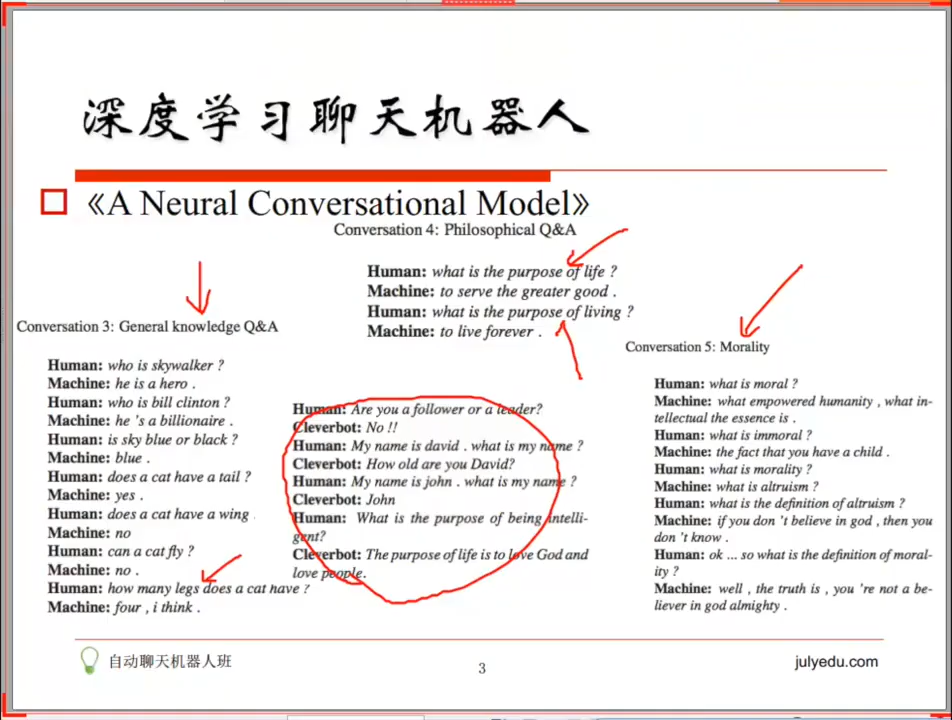 深度学习聊天机器人
《A Neural Conversational Model》
Conversation 4: Philosophical Q&A
Human: what is the purpose of life ?
Machine: to serve the greater good .
Human: what is the purpose of living ?
Machine: to live forever .
Conversation 3: General knowledge Q&A
Human: who is skywalker ?
Machine: he is a hero .
Human: who is bill clinton ?
Machine: he 's a billionaire .
Human: is sky blue or black ?
Machine: blue .
Human: does a cat have a tail ?
Machine: yes .
Human: does a cat have a wing
Machine: no
Human: can a cat fly ?
Machine: no .
Human: how many legs does a cat have ?
Machine: four , i think .
Human: Are you a follower or a leader?
Cleverbot: No !!
Human: My name is david . what is my name ?
Cleverbot: How old are you David?
Human: My name is john . what is my name ?
Cleverbot: John
Human: What is the purpose of being intelli-
gent?
Cleverbot: The purpose of life is to love God and
love people.
Conversation 5: Morality
Human: what is moral ?
Machine: what empowered humanity , what in-
tellectual the essence is .
Human: what is immoral ?
Machine: the fact that you have a child .
Human: what is morality ?
Machine: what is altruism ?
Human: what is the definition of altruism ?
Machine: if you don 't believe in god , then you
don 't know .
Human: ok ... so what is the definition of moral-
ity ?
Machine: well , the truth is , you 're not a be-
liever in god almighty .
自动聊天机器人班
3
julyedu.com